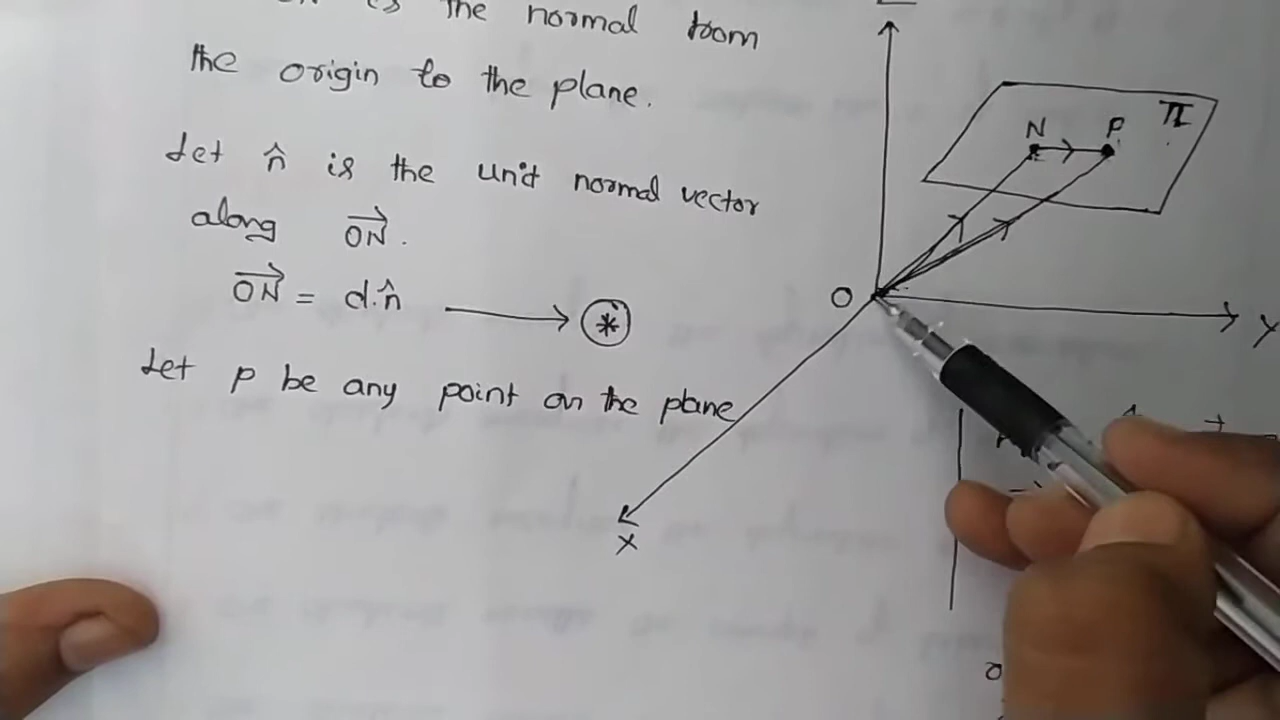 is the normal from
the origin to the plane.
Let n̂ is the unit normal vector
along ON⃗.
ON⃗ = d.n̂ ⟶ ⊛
Let p be any point on the plane
N P π
O
Y
X